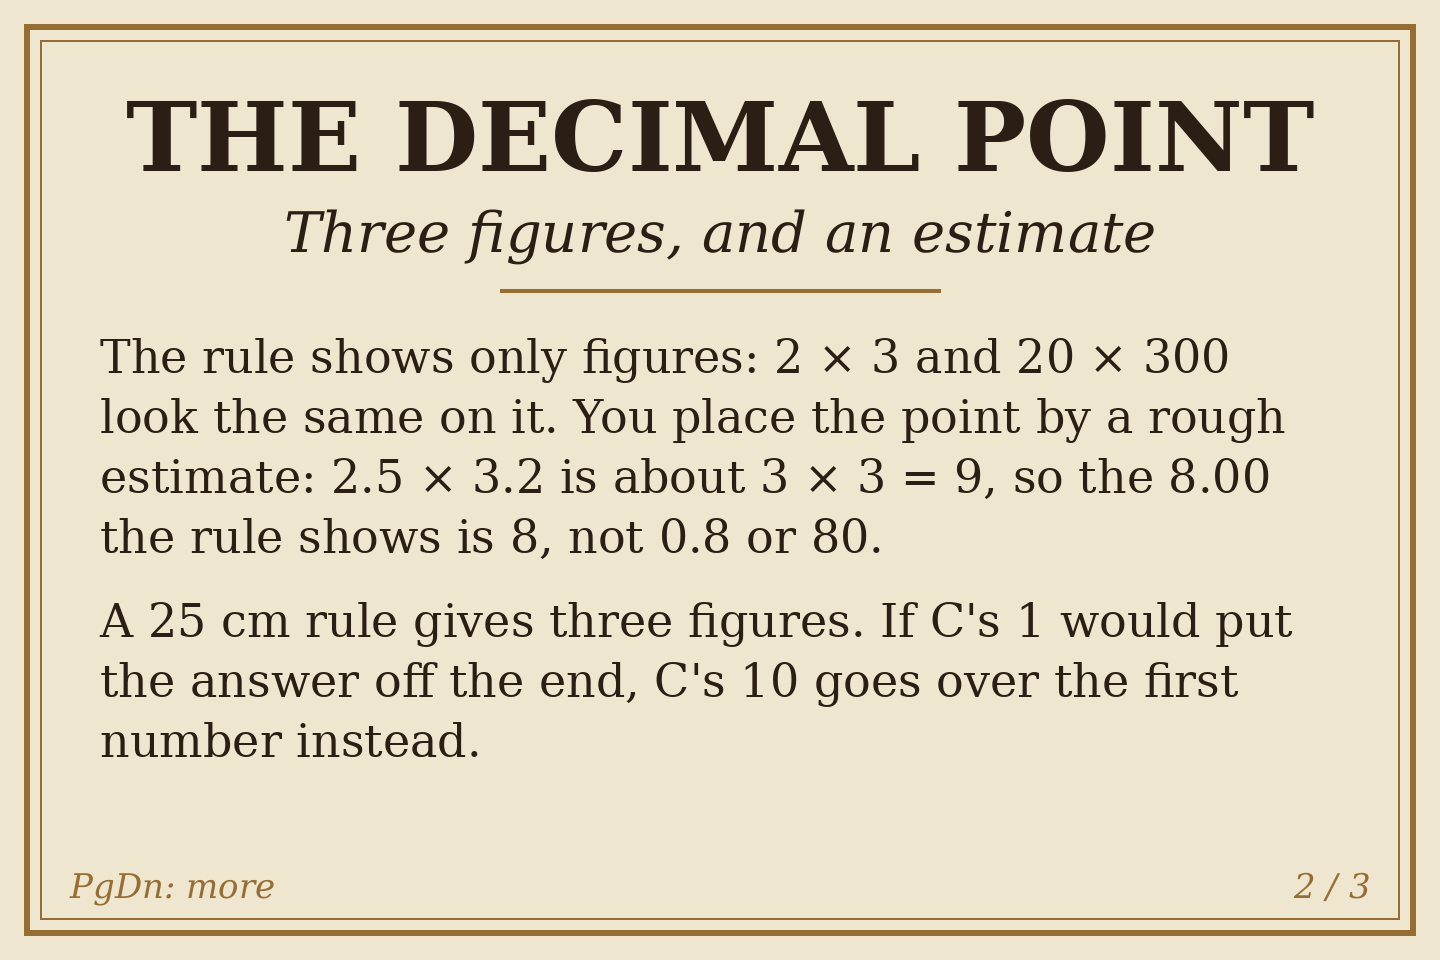 THE DECIMAL POINT
Three figures, and an estimate
The rule shows only figures: 2 × 3 and 20 × 300
look the same on it. You place the point by a rough
estimate: 2.5 × 3.2 is about 3 × 3 = 9, so the 8.00
the rule shows is 8, not 0.8 or 80.
A 25 cm rule gives three figures. If C's 1 would put
the answer off the end, C's 10 goes over the first
number instead.
PgDn: more
2 / 3